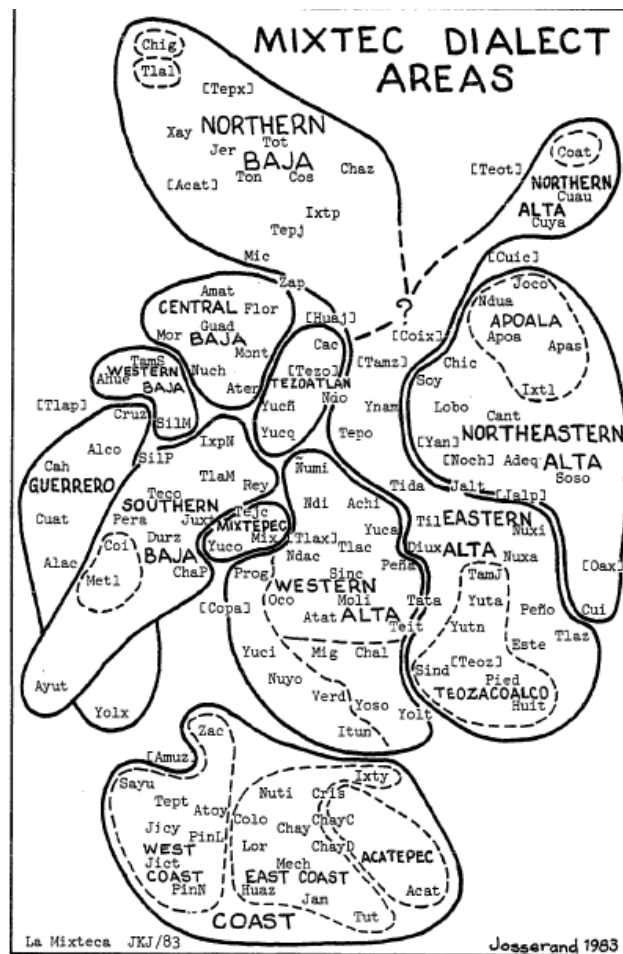 MIXTEC DIALECT
AREAS
Chig
Tlal
[Tepx]
NORTHERN
BAJA
Xay
Tot
Jer
Ton
Cos
Chaz
[Acat]
Ixtp
Tepj
Mic
Zap
[Teot]
Coat
NORTHERN
Cuau
ALTA
Cuya
[Cuic]
Joco
Ndua
APOALA
Apoa
Apas
Ixtl
Amat
CENTRAL
Flor
Guad
BAJA
Mor
Mont
Nuch
Aten
[Huaj]
?
[Coix]
Cac
[Tezo]
TEZOATLAN
[Tamz]
Chic
Soy
TamS
WESTERN
Ahue
BAJA
Yucñ
Ndo
Ynam
Lobo
Cant
NORTHEASTERN
ALTA
[Tlap]
Cruz
SilM
Yucq
Tepo
[Yan]
[Noch]
Adeq
Soso
IxpN
Alco
SilP
Cah
GUERRERO
Ñumi
TlaM
Rey
Teco
SOUTHERN
BAJA
Tida
Jalt
[Jalp]
Ndi
Achi
Cuat
Pera
Juxt
Tejc
MIXTEPEC
Mix
Yuco
[Tlax]
Yuca
Til
EASTERN
ALTA
Nuxi
Durz
Coi
Alac
Metl
ChaP
Ndac
Tlac
Diux
Nuxa
[Oax]
Prog
WESTERN
ALTA
Sinc
Peña
TamJ
Oco
Moli
Tata
Yuta
Peño
Cui
[Copa]
Atat
Teit
Yutn
Tlaz
Yuci
Mig
Chal
Este
Sind
[Teoz]
Pied
TEOZACOALCO
Huit
Nuyo
Verd
Yoso
Yolt
Itun
Ayut
Yolx
Zac
[Amuz]
Sayu
Tept
Atoy
Jicy
PinL
WEST
COAST
Jict
PinN
Ixty
Nuti
Cris
Colo
Chay
ChayC
Lor
ChayD
ACATEPEC
Mech
EAST COAST
Huaz
Jam
Acat
Tut
COAST
La Mixteca JKJ/83
Josserand 1983